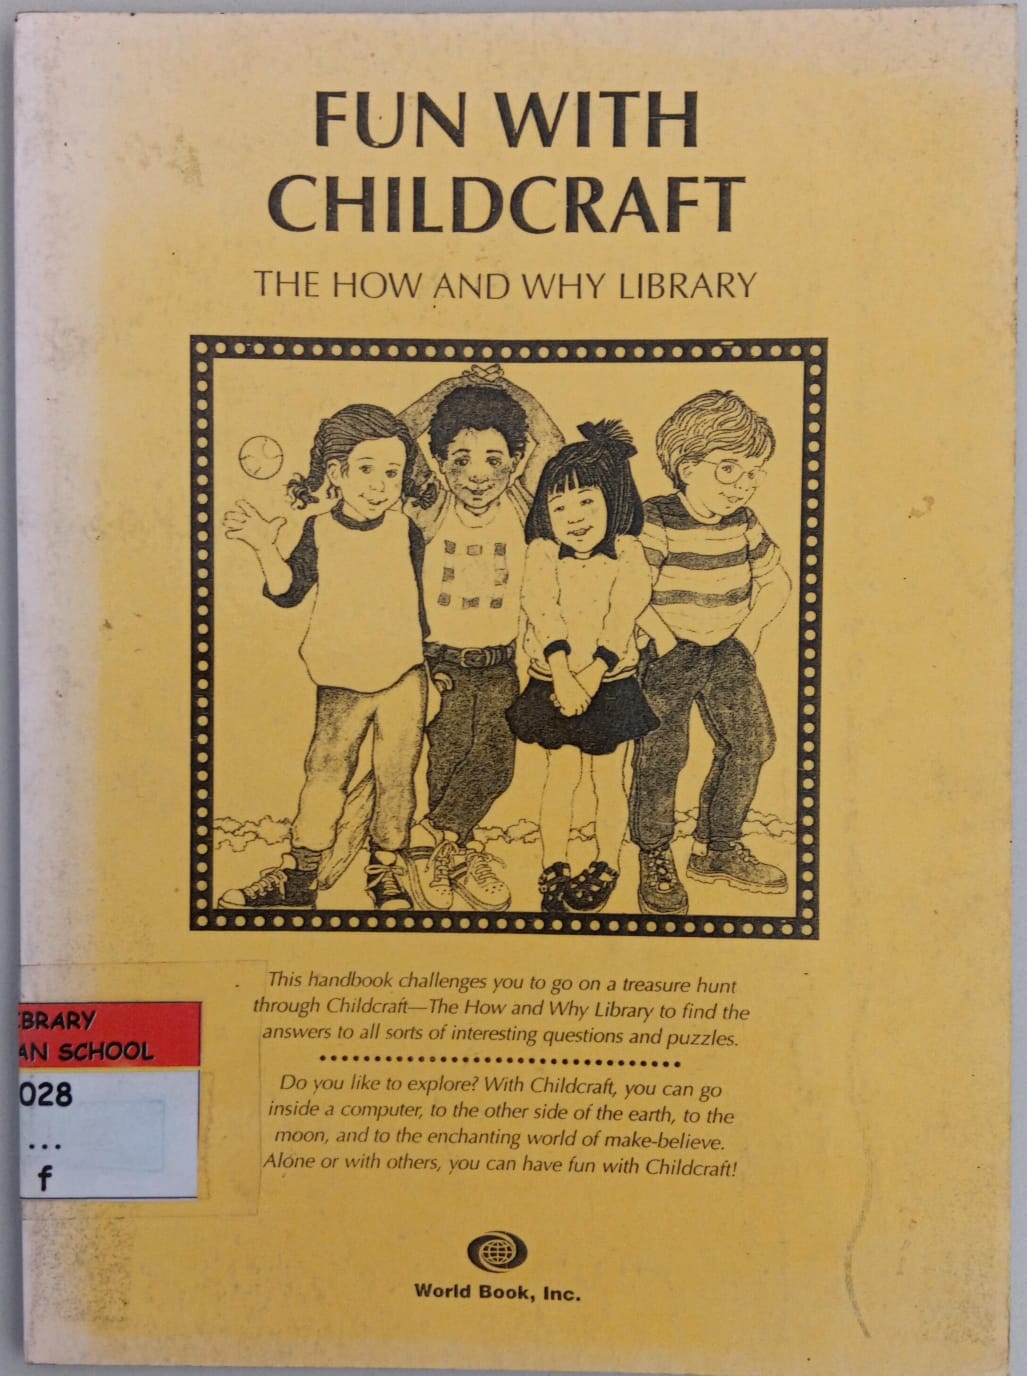 FUN WITH
CHILDCRAFT
THE HOW AND WHY LIBRARY
This handbook challenges you to go on a treasure hunt
through Childcraft—The How and Why Library to find the
answers to all sorts of interesting questions and puzzles.
Do you like to explore? With Childcraft, you can go
inside a computer, to the other side of the earth, to the
moon, and to the enchanting world of make-believe.
Alone or with others, you can have fun with Childcraft!
BRARY
AN SCHOOL
028
...
f
World Book, Inc.